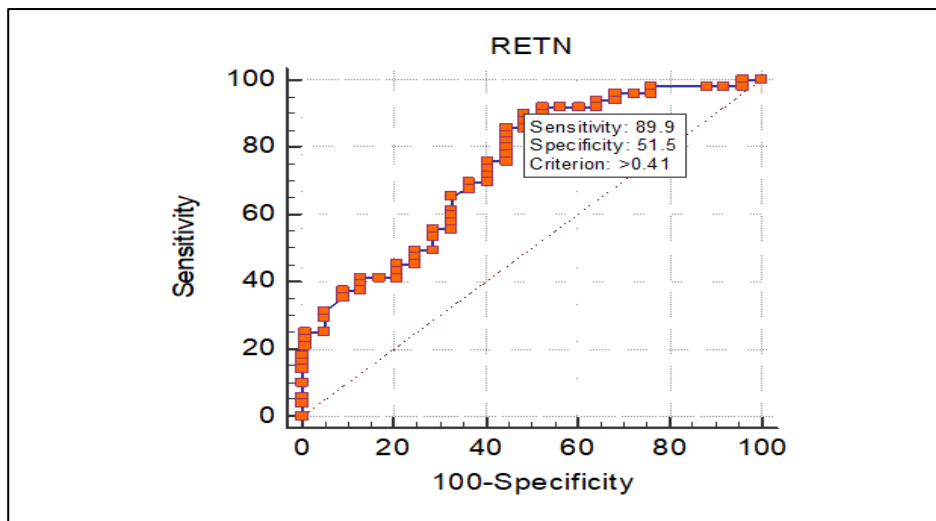 RETN
100
80
60
40
20
0
Sensitivity
Sensitivity: 89.9
Specificity: 51.5
Criterion: >0.41
0 20 40 60 80 100
100-Specificity